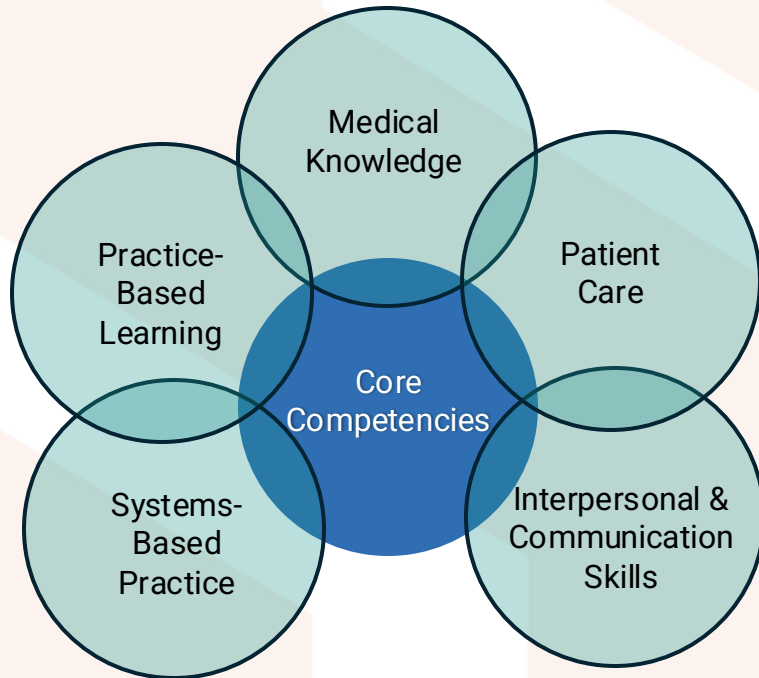 Medical
Knowledge
Practice-
Based
Learning
Patient
Care
Core
Competencies
Systems-
Based
Practice
Interpersonal &
Communication
Skills